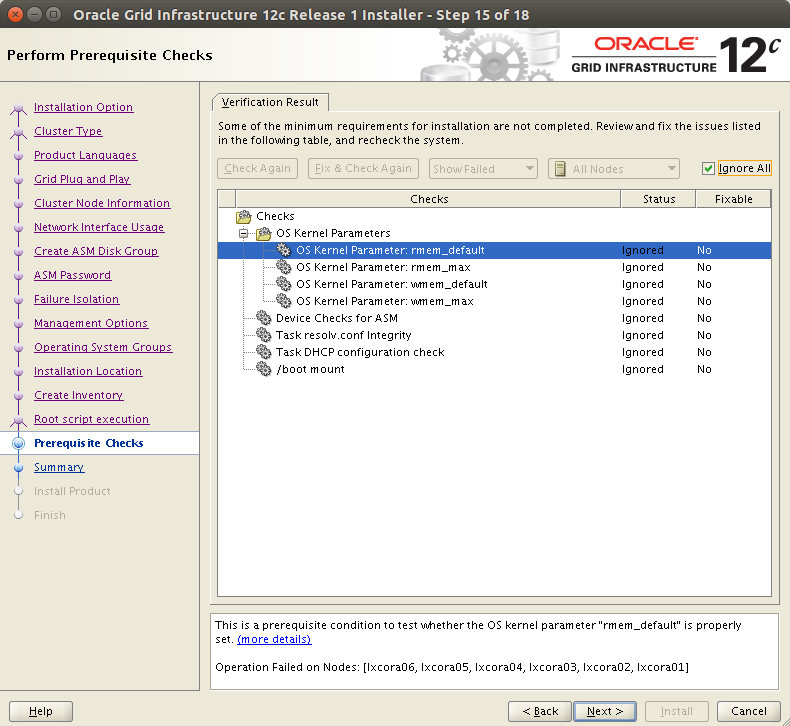 Oracle Grid Infrastructure 12c Release 1 Installer - Step 15 of 18
Perform Prerequisite Checks
ORACLE
GRID INFRASTRUCTURE
12c
Installation Option
Cluster Type
Product Languages
Grid Plug and Play
Cluster Node Information
Network Interface Usage
Create ASM Disk Group
ASM Password
Failure Isolation
Management Options
Operating System Groups
Installation Location
Create Inventory
Root script execution
Prerequisite Checks
Summary
Install Product
Finish
Verification Result
Some of the minimum requirements for installation are not completed. Review and fix the issues listed
in the following table, and recheck the system.
Check Again Fix & Check Again Show Failed All Nodes Ignore All
Checks Status Fixable
Checks
OS Kernel Parameters
OS Kernel Parameter: rmem_default Ignored No
OS Kernel Parameter: rmem_max Ignored No
OS Kernel Parameter: wmem_default Ignored No
OS Kernel Parameter: wmem_max Ignored No
Device Checks for ASM Ignored No
Task resolv.conf Integrity Ignored No
Task DHCP configuration check Ignored No
/boot mount Ignored No
This is a prerequisite condition to test whether the OS kernel parameter "rmem_default" is properly
set. (more details)
Operation Failed on Nodes: [lxcora06, lxcora05, lxcora04, lxcora03, lxcora02, lxcora01]
Help < Back Next > Install Cancel